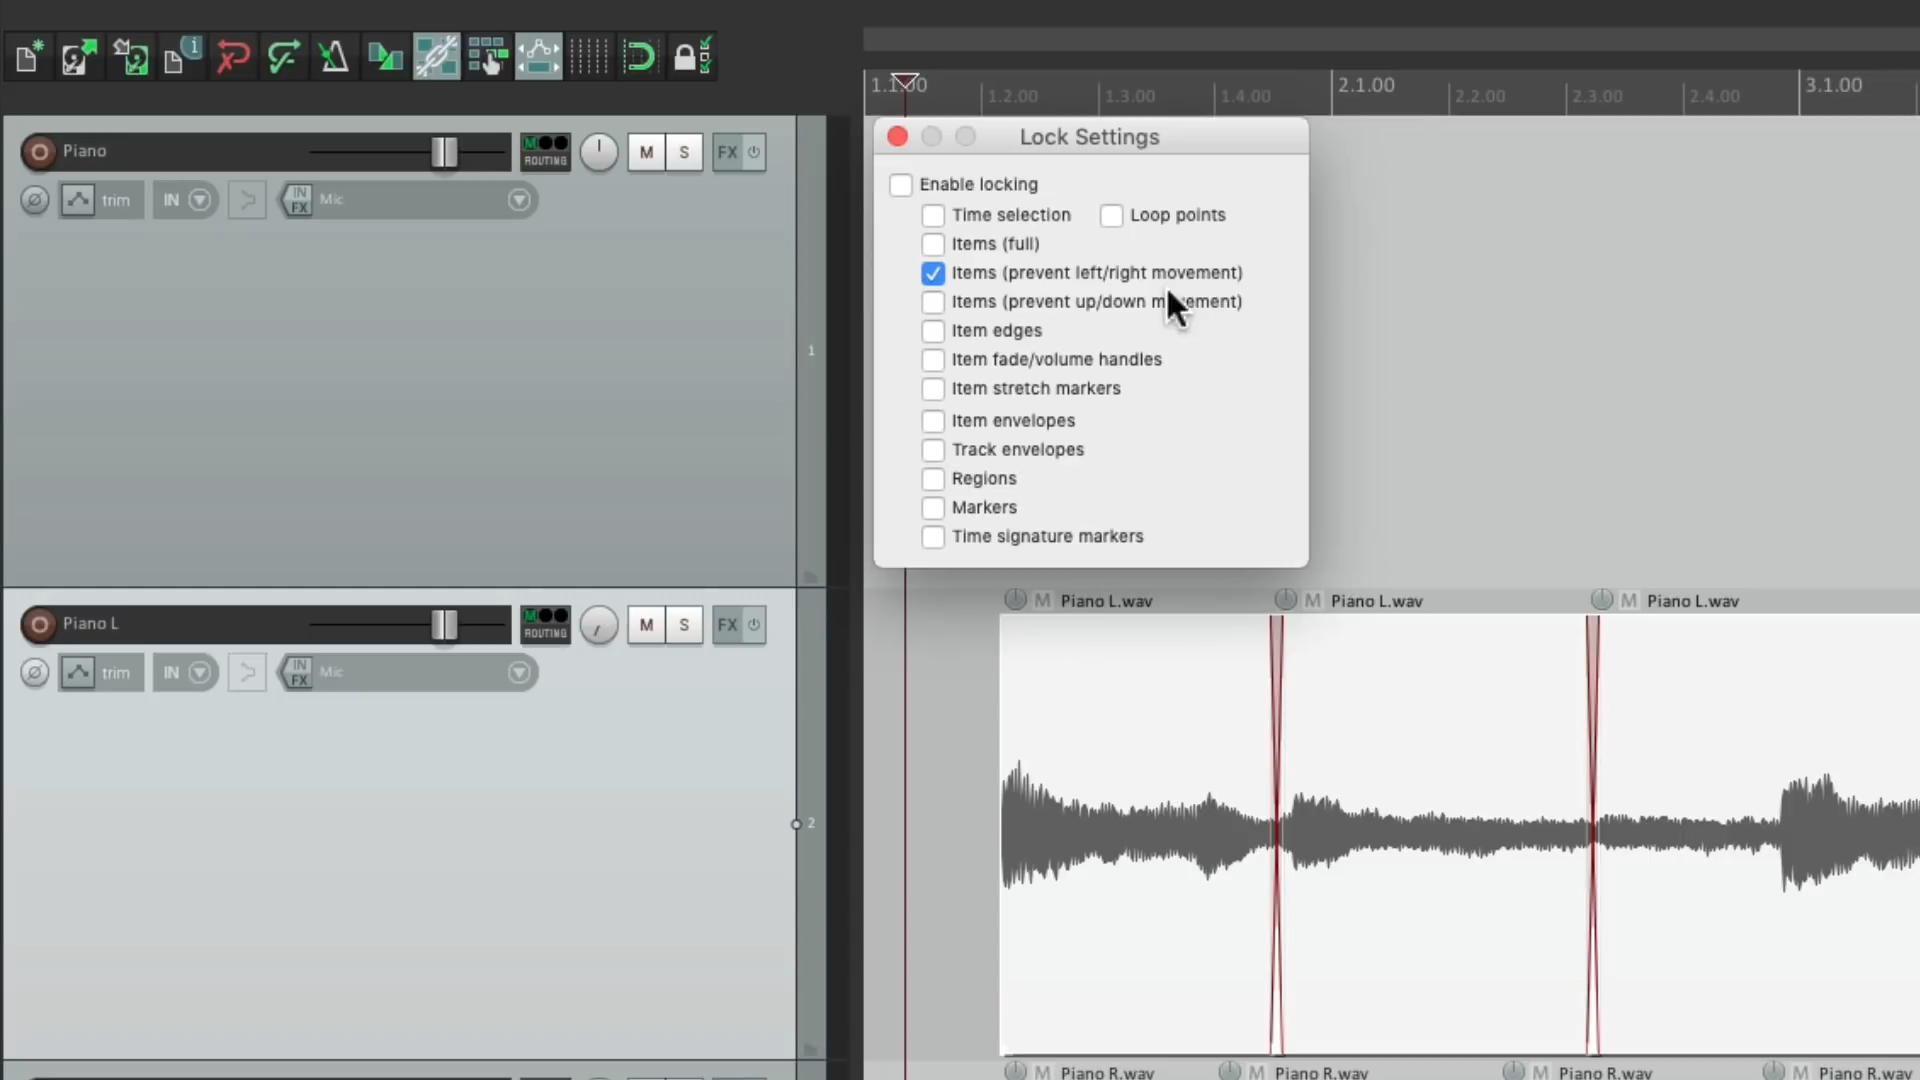 1.1.00
1.2.00
1.3.00
1.4.00
2.1.00
2.2.00
2.3.00
2.4.00
3.1.00
Piano
ROUTING
M
S
FX
trim
IN
IN FX
Mic
1
Lock Settings
Enable locking
Time selection
Loop points
Items (full)
Items (prevent left/right movement)
Items (prevent up/down movement)
Item edges
Item fade/volume handles
Item stretch markers
Item envelopes
Track envelopes
Regions
Markers
Time signature markers
M Piano L.wav
M Piano L.wav
M Piano L.wav
Piano L
ROUTING
M
S
FX
trim
IN
IN FX
Mic
2
M Piano R.wav
M Piano R.wav
M Piano R.wav
M Piano R.wav